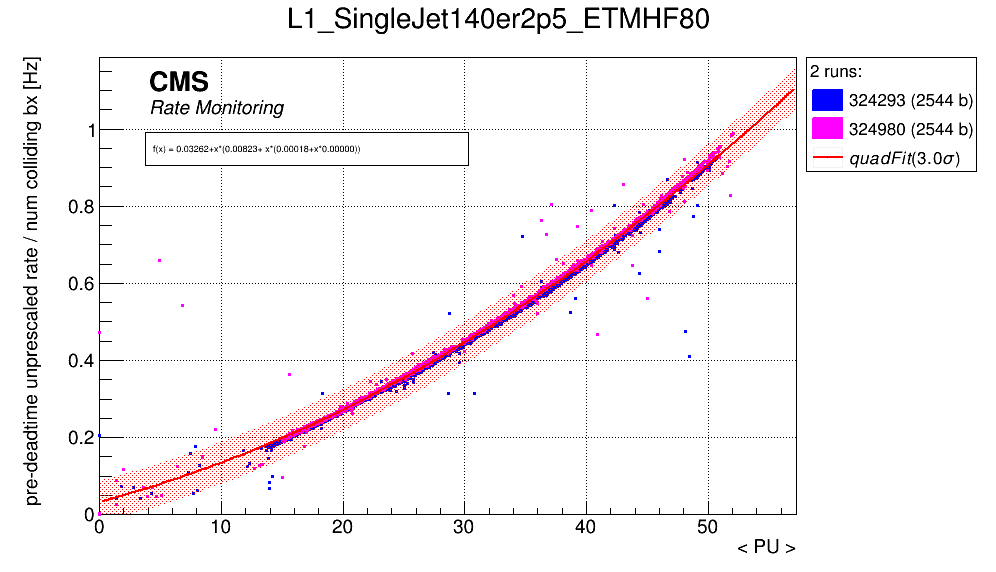 L1_SingleJet140er2p5_ETMHF80
pre-deadtime unprescaled rate / num colliding bx [Hz]
CMS
Rate Monitoring
f(x) = 0.03262+x*(0.00823+ x*(0.00018+x*0.00000))
1
0.8
0.6
0.4
0.2
0
0 10 20 30 40 50
< PU >
2 runs:
324293 (2544 b)
324980 (2544 b)
quadFit(3.0σ)